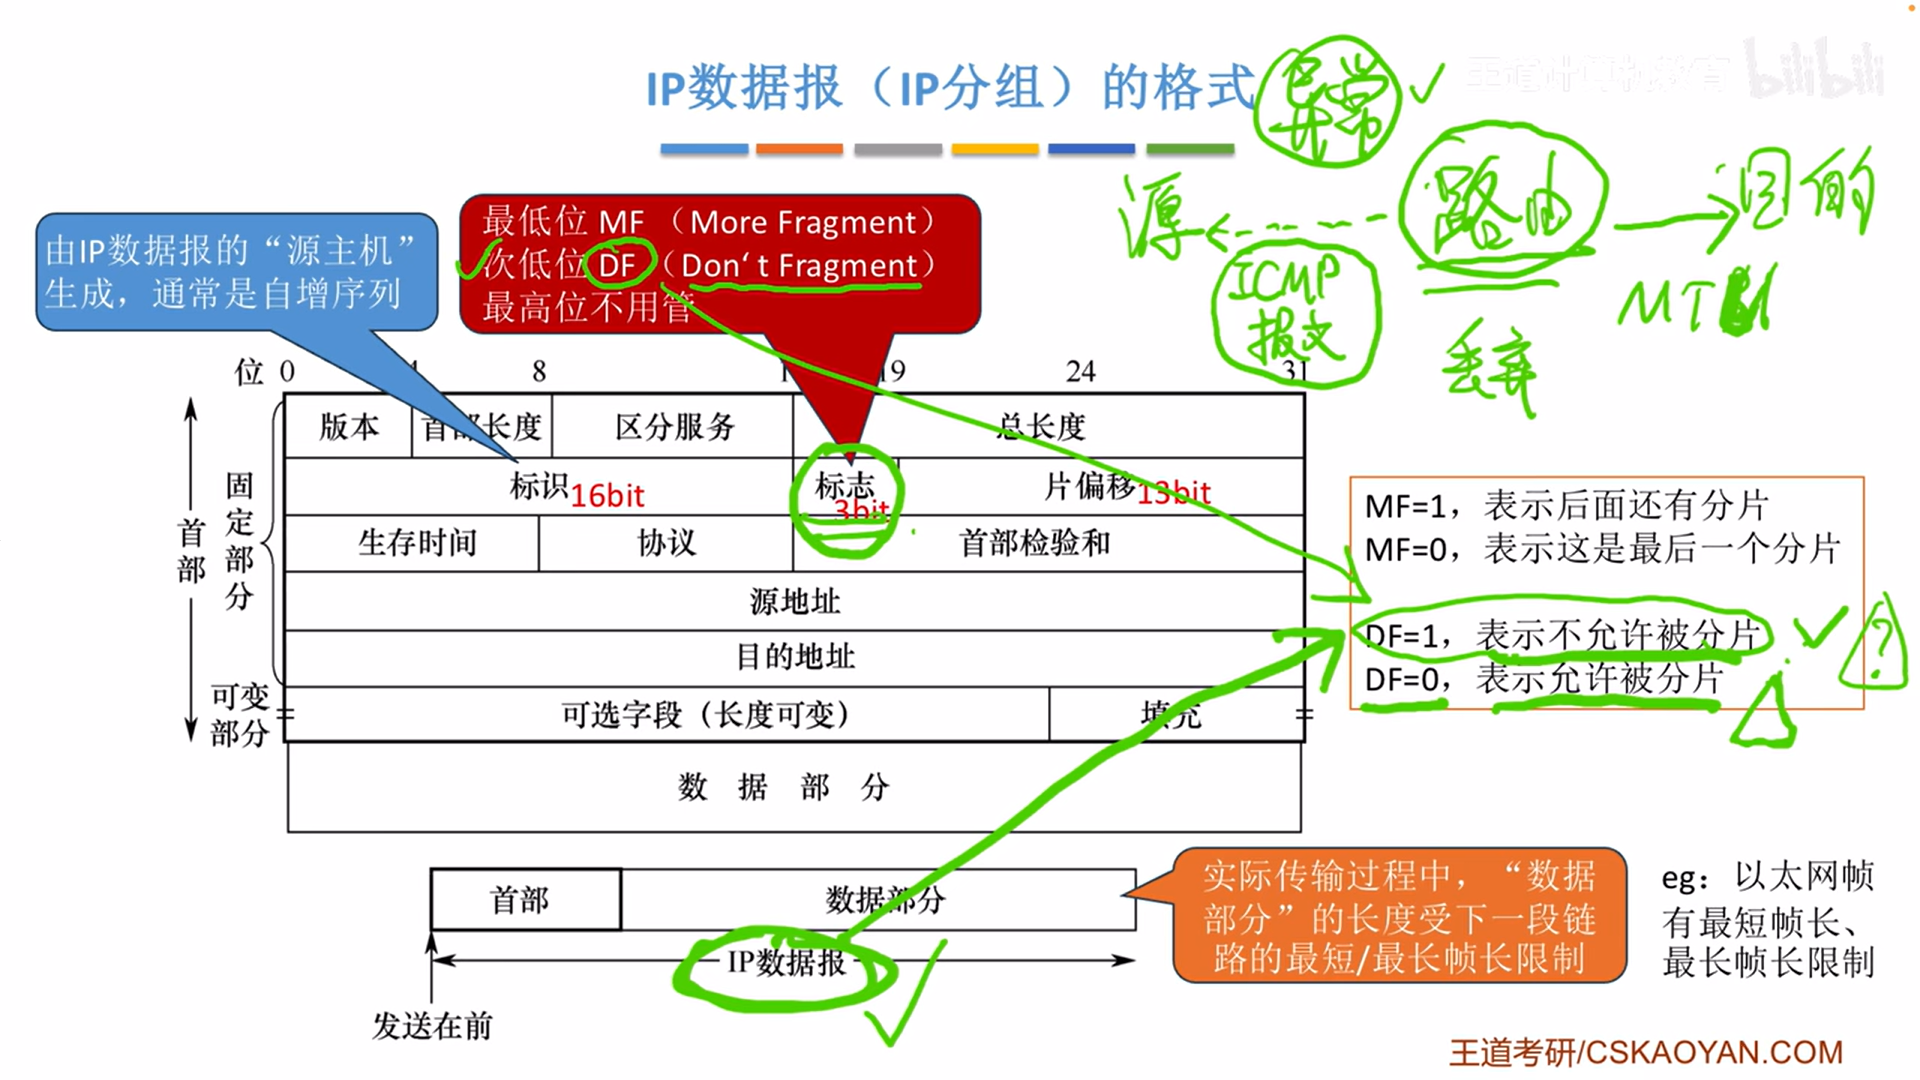 IP数据报（IP分组）的格式
异常
王道计算机教育 bilibili
源
路由
目的
ICMP
报文
MTU
丢弃
由IP数据报的“源主机”
生成，通常是自增序列
最低位 MF （More Fragment）
次低位 DF （Don‘t Fragment）
最高位不用管
位 0 4 8 1 19 24 31
版本 首部长度 区分服务 总长度
标识 16bit 标志 3bit 片偏移 13bit
生存时间 协议 首部检验和
源地址
目的地址
可选字段（长度可变） 填充
数 据 部 分
首部
固定部分
可变
部分
MF=1，表示后面还有分片
MF=0，表示这是最后一个分片
DF=1，表示不允许被分片
DF=0，表示允许被分片
?
首部 数据部分
IP数据报
发送在前
实际传输过程中，“数据
部分”的长度受下一段链
路的最短/最长帧长限制
eg：以太网帧
有最短帧长、
最长帧长限制
王道考研/CSKAOYAN.COM